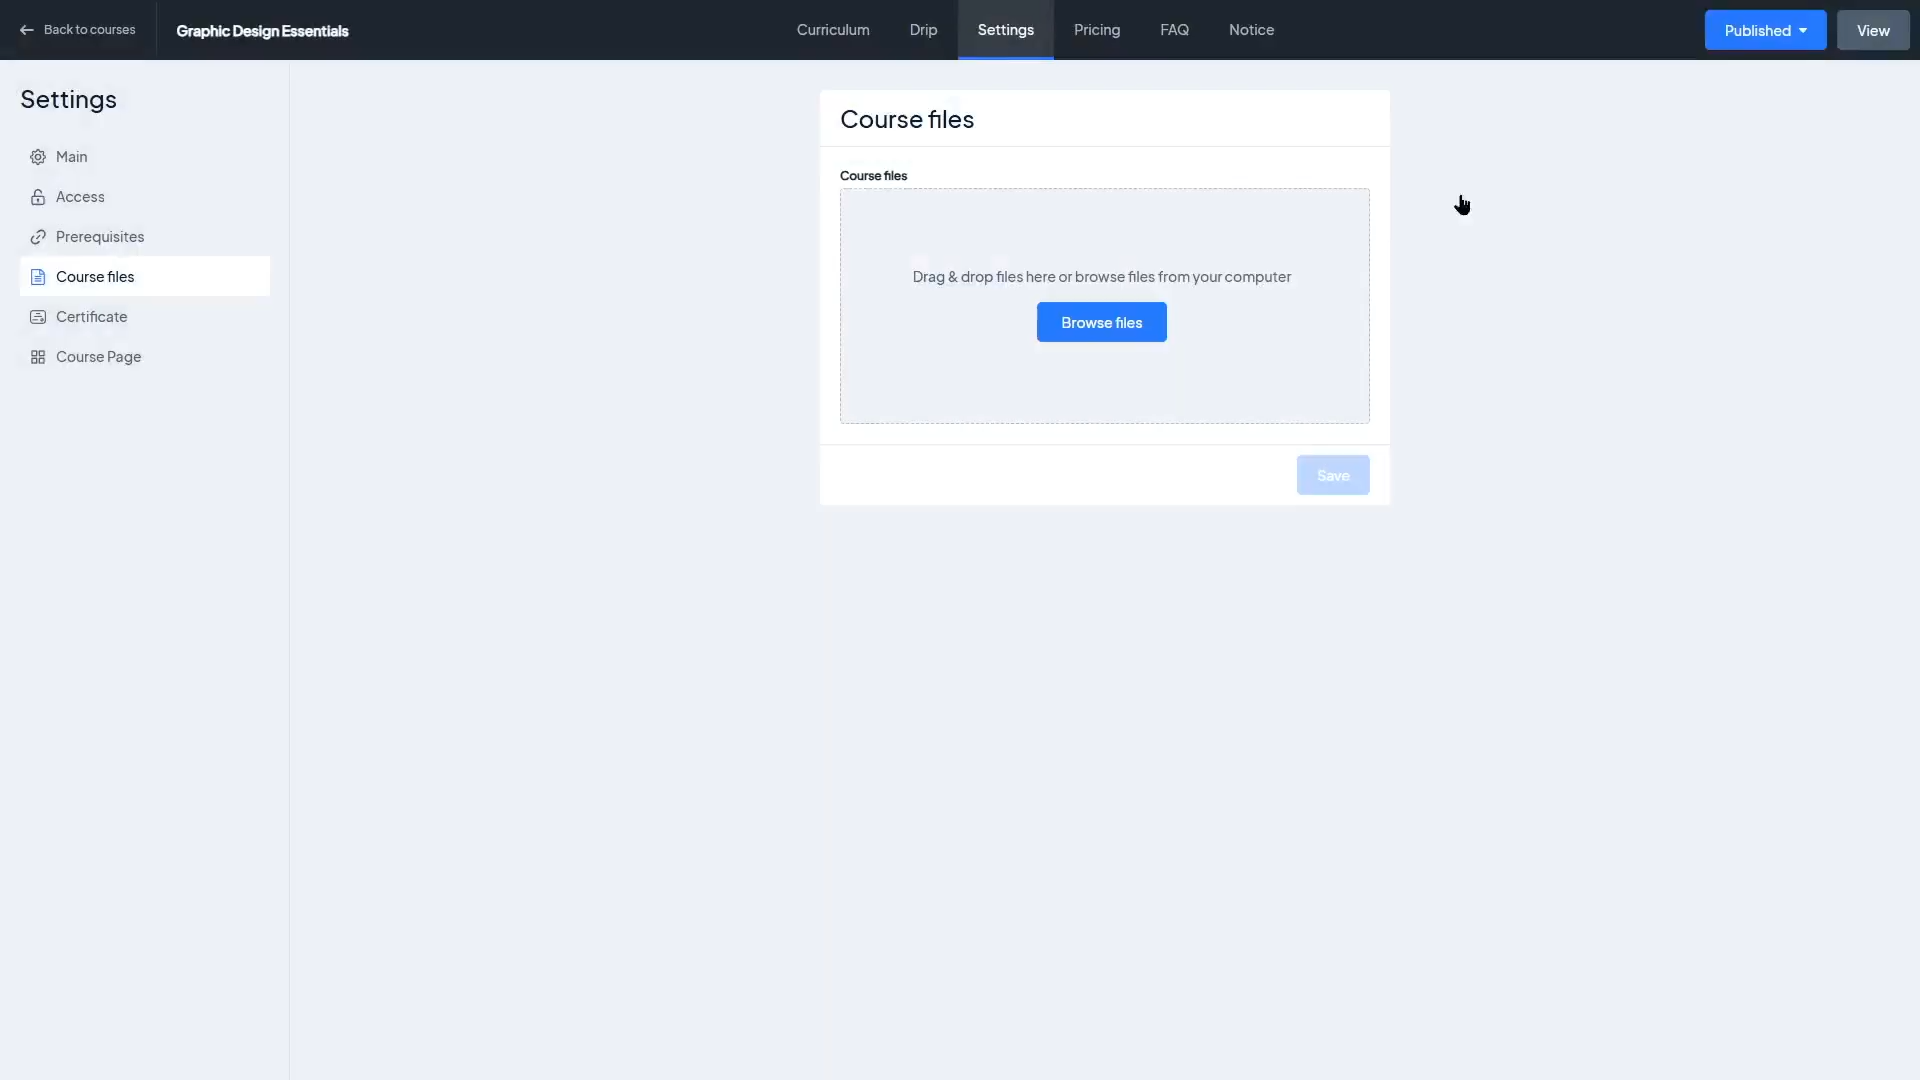 Back to courses
Graphic Design Essentials
Curriculum
Drip
Settings
Pricing
FAQ
Notice
Published
View
Settings
Main
Access
Prerequisites
Course files
Certificate
Course Page
Course files
Course files
Drag & drop files here or browse files from your computer
Browse files
Save